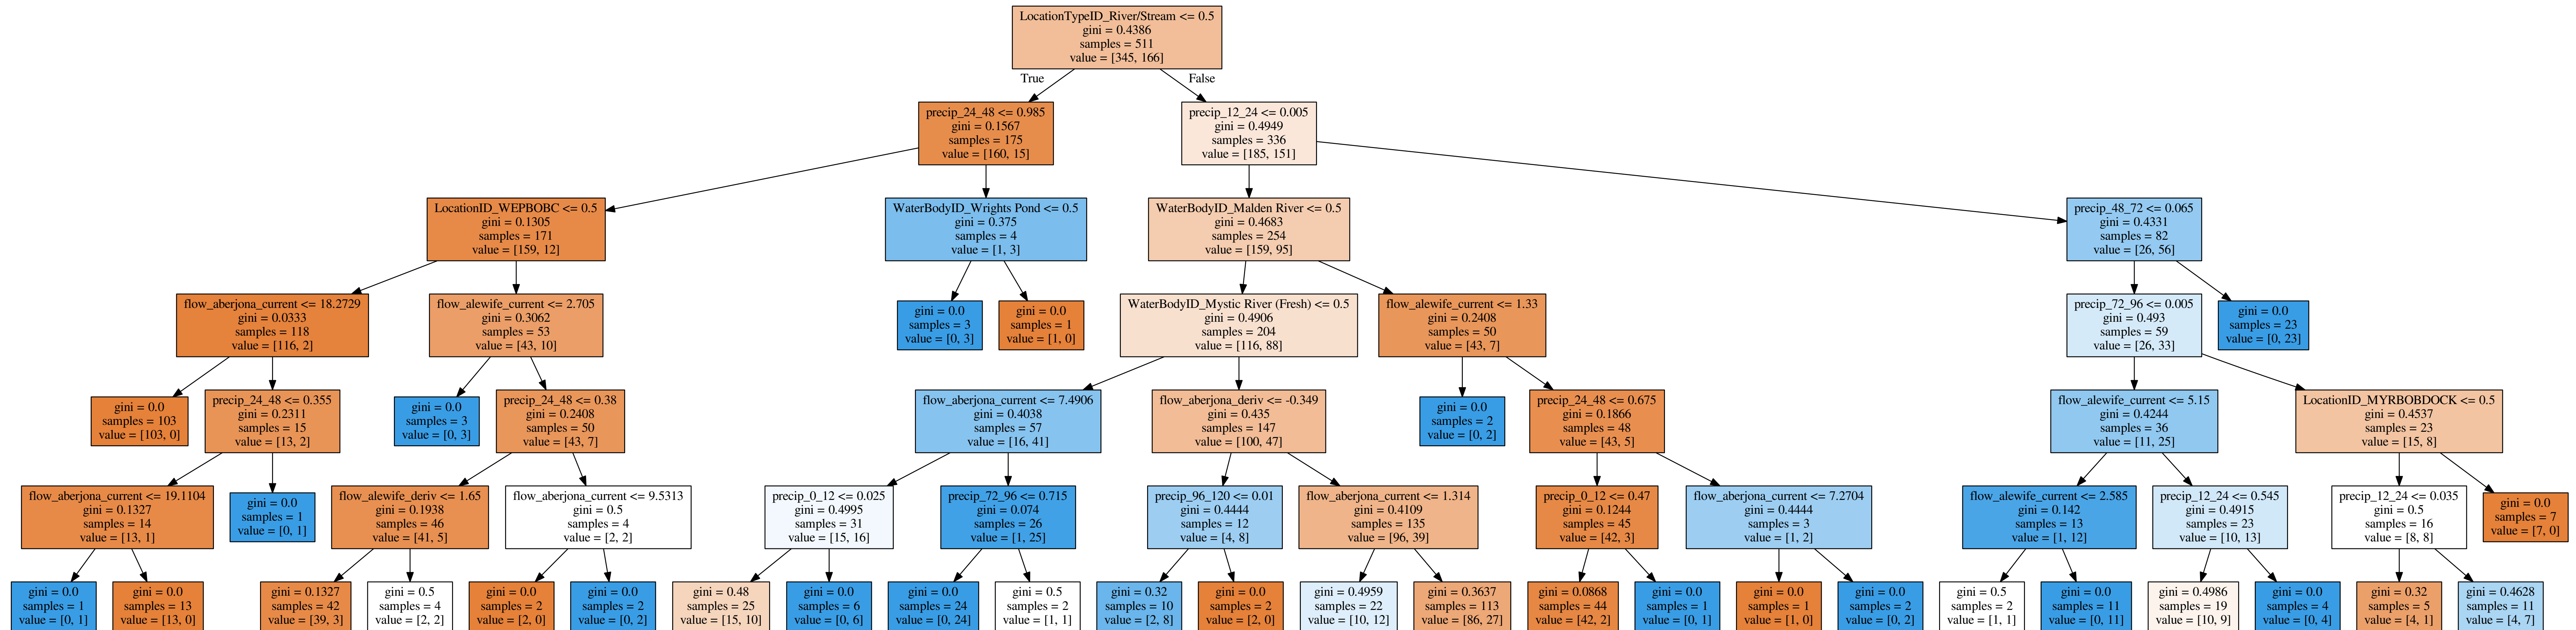 LocationTypeID_River/Stream <= 0.5
gini = 0.4386
samples = 511
value = [345, 166]
True
False
precip_24_48 <= 0.985
gini = 0.1567
samples = 175
value = [160, 15]
precip_12_24 <= 0.005
gini = 0.4949
samples = 336
value = [185, 151]
LocationID_WEPBOBC <= 0.5
gini = 0.1305
samples = 171
value = [159, 12]
WaterBodyID_Wrights Pond <= 0.5
gini = 0.375
samples = 4
value = [1, 3]
WaterBodyID_Malden River <= 0.5
gini = 0.4683
samples = 254
value = [159, 95]
precip_48_72 <= 0.065
gini = 0.4331
samples = 82
value = [26, 56]
flow_aberjona_current <= 18.2729
gini = 0.0333
samples = 118
value = [116, 2]
flow_alewife_current <= 2.705
gini = 0.3062
samples = 53
value = [43, 10]
gini = 0.0
samples = 3
value = [0, 3]
gini = 0.0
samples = 1
value = [1, 0]
WaterBodyID_Mystic River (Fresh) <= 0.5
gini = 0.4906
samples = 204
value = [116, 88]
flow_alewife_current <= 1.33
gini = 0.2408
samples = 50
value = [43, 7]
precip_72_96 <= 0.005
gini = 0.493
samples = 59
value = [26, 33]
gini = 0.0
samples = 23
value = [0, 23]
gini = 0.0
samples = 103
value = [103, 0]
precip_24_48 <= 0.355
gini = 0.2311
samples = 15
value = [13, 2]
gini = 0.0
samples = 3
value = [0, 3]
precip_24_48 <= 0.38
gini = 0.2408
samples = 50
value = [43, 7]
flow_aberjona_current <= 7.4906
gini = 0.4038
samples = 57
value = [16, 41]
flow_aberjona_deriv <= -0.349
gini = 0.435
samples = 147
value = [100, 47]
gini = 0.0
samples = 2
value = [0, 2]
precip_24_48 <= 0.675
gini = 0.1866
samples = 48
value = [43, 5]
flow_alewife_current <= 5.15
gini = 0.4244
samples = 36
value = [11, 25]
LocationID_MYRBOBDOCK <= 0.5
gini = 0.4537
samples = 23
value = [15, 8]
flow_aberjona_current <= 19.1104
gini = 0.1327
samples = 14
value = [13, 1]
gini = 0.0
samples = 1
value = [0, 1]
flow_alewife_deriv <= 1.65
gini = 0.1938
samples = 46
value = [41, 5]
flow_aberjona_current <= 9.5313
gini = 0.5
samples = 4
value = [2, 2]
precip_0_12 <= 0.025
gini = 0.4995
samples = 31
value = [15, 16]
precip_72_96 <= 0.715
gini = 0.074
samples = 26
value = [1, 25]
precip_96_120 <= 0.01
gini = 0.4444
samples = 12
value = [4, 8]
flow_aberjona_current <= 1.314
gini = 0.4109
samples = 135
value = [96, 39]
precip_0_12 <= 0.47
gini = 0.1244
samples = 45
value = [42, 3]
flow_aberjona_current <= 7.2704
gini = 0.4444
samples = 3
value = [1, 2]
flow_alewife_current <= 2.585
gini = 0.142
samples = 13
value = [1, 12]
precip_12_24 <= 0.545
gini = 0.4915
samples = 23
value = [10, 13]
precip_12_24 <= 0.035
gini = 0.5
samples = 16
value = [8, 8]
gini = 0.0
samples = 7
value = [7, 0]
gini = 0.0
samples = 1
value = [0, 1]
gini = 0.0
samples = 13
value = [13, 0]
gini = 0.1327
samples = 42
value = [39, 3]
gini = 0.5
samples = 4
value = [2, 2]
gini = 0.0
samples = 2
value = [2, 0]
gini = 0.0
samples = 2
value = [0, 2]
gini = 0.48
samples = 25
value = [15, 10]
gini = 0.0
samples = 6
value = [0, 6]
gini = 0.0
samples = 24
value = [0, 24]
gini = 0.5
samples = 2
value = [1, 1]
gini = 0.32
samples = 10
value = [2, 8]
gini = 0.0
samples = 2
value = [2, 0]
gini = 0.4959
samples = 22
value = [10, 12]
gini = 0.3637
samples = 113
value = [86, 27]
gini = 0.0868
samples = 44
value = [42, 2]
gini = 0.0
samples = 1
value = [0, 1]
gini = 0.0
samples = 1
value = [1, 0]
gini = 0.0
samples = 2
value = [0, 2]
gini = 0.5
samples = 2
value = [1, 1]
gini = 0.0
samples = 11
value = [0, 11]
gini = 0.4986
samples = 19
value = [10, 9]
gini = 0.0
samples = 4
value = [0, 4]
gini = 0.32
samples = 5
value = [4, 1]
gini = 0.4628
samples = 11
value = [4, 7]